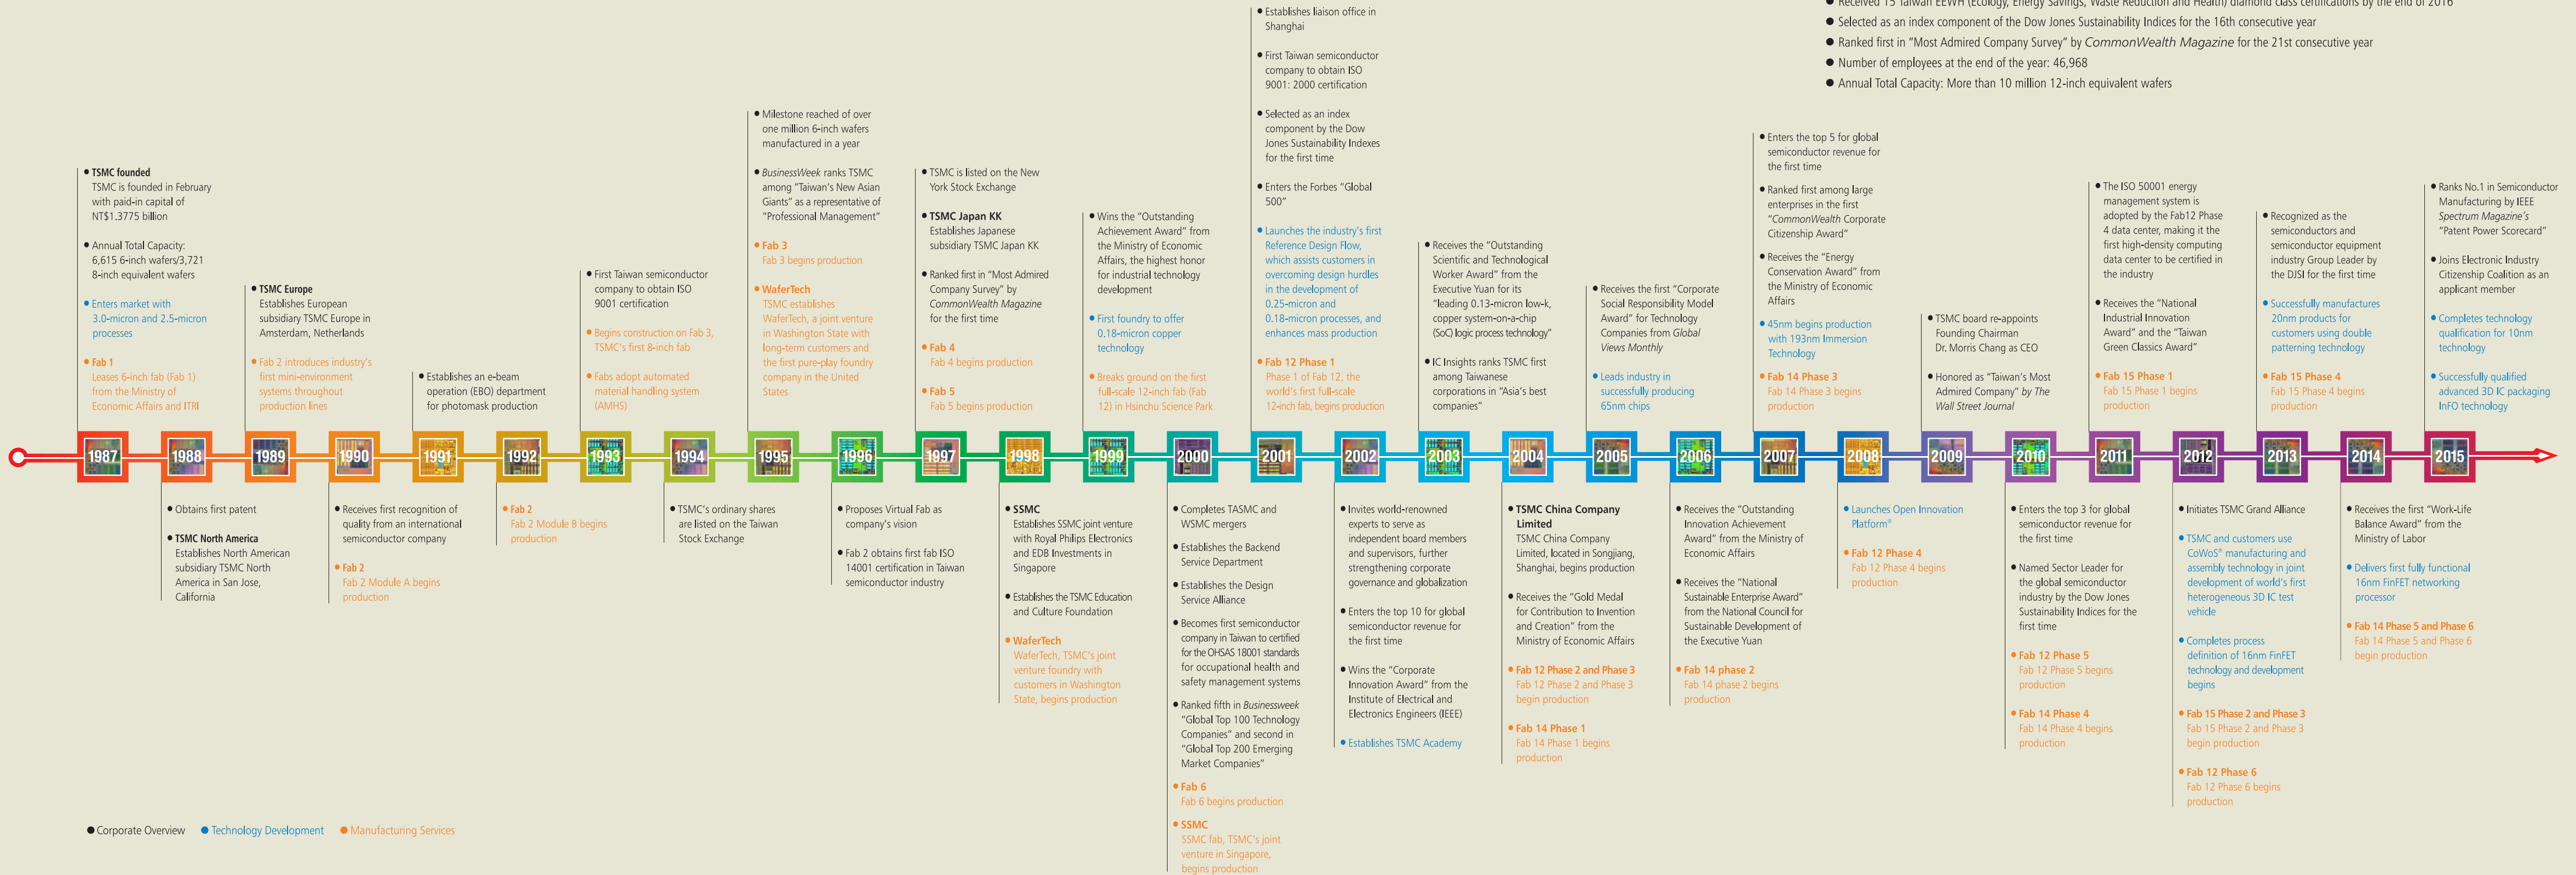 ● Received 15 Taiwan EEWH (Ecology, Energy Savings, Waste Reduction and Health) diamond class certifications by the end of 2016
● Selected as an index component of the Dow Jones Sustainability Indices for the 16th consecutive year
● Ranked first in “Most Admired Company Survey” by CommonWealth Magazine for the 21st consecutive year
● Number of employees at the end of the year: 46,968
● Annual Total Capacity: More than 10 million 12-inch equivalent wafers
● TSMC founded
TSMC is founded in February
with paid-in capital of
NT$1.3775 billion
● Annual Total Capacity:
6,615 6-inch wafers/3,721
8-inch equivalent wafers
● Enters market with
3.0-micron and 2.5-micron
processes
● Fab 1
Leases 6-inch fab (Fab 1)
from the Ministry of
Economic Affairs and ITRI
1987
1988
● Obtains first patent
● TSMC North America
Establishes North American
subsidiary TSMC North
America in San Jose,
California
● TSMC Europe
Establishes European
subsidiary TSMC Europe in
Amsterdam, Netherlands
● Fab 2 introduces industry’s
first mini-environment
systems throughout
production lines
1989
1990
● Receives first recognition of
quality from an international
semiconductor company
● Fab 2
Fab 2 Module A begins
production
● Establishes an e-beam
operation (EBO) department
for photomask production
1991
1992
● Fab 2
Fab 2 Module B begins
production
● First Taiwan semiconductor
company to obtain ISO
9001 certification
● Begins construction on Fab 3,
TSMC’s first 8-inch fab
● Fabs adopt automated
material handling system
(AMHS)
1993
1994
● TSMC’s ordinary shares
are listed on the Taiwan
Stock Exchange
● Milestone reached of over
one million 6-inch wafers
manufactured in a year
● BusinessWeek ranks TSMC
among “Taiwan’s New Asian
Giants” as a representative of
“Professional Management”
● Fab 3
Fab 3 begins production
● WaferTech
TSMC establishes
WaferTech, a joint venture
in Washington State with
long-term customers and
the first pure-play foundry
company in the United
States
1995
1996
● Proposes Virtual Fab as
company’s vision
● Fab 2 obtains first fab ISO
14001 certification in Taiwan
semiconductor industry
● TSMC is listed on the New
York Stock Exchange
● TSMC Japan KK
Establishes Japanese
subsidiary TSMC Japan KK
● Ranked first in “Most Admired
Company Survey” by
CommonWealth Magazine
for the first time
● Fab 4
Fab 4 begins production
● Fab 5
Fab 5 begins production
1997
1998
● SSMC
Establishes SSMC joint venture
with Royal Philips Electronics
and EDB Investments in
Singapore
● Establishes the TSMC Education
and Culture Foundation
● WaferTech
WaferTech, TSMC’s joint
venture foundry with
customers in Washington
State, begins production
● Wins the “Outstanding
Achievement Award” from
the Ministry of Economic
Affairs, the highest honor
for industrial technology
development
● First foundry to offer
0.18-micron copper
technology
● Breaks ground on the first
full-scale 12-inch fab (Fab
12) in Hsinchu Science Park
1999
2000
● Completes TASMC and
WSMC mergers
● Establishes the Backend
Service Department
● Establishes the Design
Service Alliance
● Becomes first semiconductor
company in Taiwan to certified
for the OHSAS 18001 standards
for occupational health and
safety management systems
● Ranked fifth in Businessweek
“Global Top 100 Technology
Companies” and second in
“Global Top 200 Emerging
Market Companies”
● Fab 6
Fab 6 begins production
● SSMC
SSMC fab, TSMC’s joint
venture in Singapore,
begins production
● Establishes liaison office in
Shanghai
● First Taiwan semiconductor
company to obtain ISO
9001: 2000 certification
● Selected as an index
component by the Dow
Jones Sustainability Indexes
for the first time
● Enters the Forbes “Global
500”
● Launches the industry’s first
Reference Design Flow,
which assists customers in
overcoming design hurdles
in the development of
0.25-micron and
0.18-micron processes, and
enhances mass production
● Fab 12 Phase 1
Phase 1 of Fab 12, the
world’s first full-scale
12-inch fab, begins production
2001
2002
● Invites world-renowned
experts to serve as
independent board members
and supervisors, further
strengthening corporate
governance and globalization
● Enters the top 10 for global
semiconductor revenue for
the first time
● Wins the “Corporate
Innovation Award” from the
Institute of Electrical and
Electronics Engineers (IEEE)
● Establishes TSMC Academy
● Receives the “Outstanding
Scientific and Technological
Worker Award” from the
Executive Yuan for its
“leading 0.13-micron low-k,
copper system-on-a-chip
(SoC) logic process technology”
● IC Insights ranks TSMC first
among Taiwanese
corporations in “Asia’s best
companies”
2003
2004
● TSMC China Company
Limited
TSMC China Company
Limited, located in Songjiang,
Shanghai, begins production
● Receives the “Gold Medal
for Contribution to Invention
and Creation” from the
Ministry of Economic Affairs
● Fab 12 Phase 2 and Phase 3
Fab 12 Phase 2 and Phase 3
begin production
● Fab 14 Phase 1
Fab 14 Phase 1 begins
production
● Receives the first “Corporate
Social Responsibility Model
Award” for Technology
Companies from Global
Views Monthly
● Leads industry in
successfully producing
65nm chips
2005
2006
● Receives the “Outstanding
Innovation Achievement
Award” from the Ministry of
Economic Affairs
● Receives the “National
Sustainable Enterprise Award”
from the National Council for
Sustainable Development of
the Executive Yuan
● Fab 14 phase 2
Fab 14 phase 2 begins
production
● Enters the top 5 for global
semiconductor revenue for
the first time
● Ranked first among large
enterprises in the first
“CommonWealth Corporate
Citizenship Award”
● Receives the “Energy
Conservation Award” from
the Ministry of Economic
Affairs
● 45nm begins production
with 193nm Immersion
Technology
● Fab 14 Phase 3
Fab 14 Phase 3 begins
production
2007
2008
● Launches Open Innovation
Platform®
● Fab 12 Phase 4
Fab 12 Phase 4 begins
production
● TSMC board re-appoints
Founding Chairman
Dr. Morris Chang as CEO
● Honored as “Taiwan’s Most
Admired Company” by The
Wall Street Journal
2009
2010
● Enters the top 3 for global
semiconductor revenue for
the first time
● Named Sector Leader for
the global semiconductor
industry by the Dow Jones
Sustainability Indices for the
first time
● Fab 12 Phase 5
Fab 12 Phase 5 begins
production
● Fab 14 Phase 4
Fab 14 Phase 4 begins
production
● The ISO 50001 energy
management system is
adopted by the Fab12 Phase
4 data center, making it the
first high-density computing
data center to be certified in
the industry
● Receives the “National
Industrial Innovation
Award” and the “Taiwan
Green Classics Award”
● Fab 15 Phase 1
Fab 15 Phase 1 begins
production
2011
2012
● Initiates TSMC Grand Alliance
● TSMC and customers use
CoWoS® manufacturing and
assembly technology in joint
development of world’s first
heterogeneous 3D IC test
vehicle
● Completes process
definition of 16nm FinFET
technology and development
begins
● Fab 15 Phase 2 and Phase 3
Fab 15 Phase 2 and Phase 3
begin production
● Fab 12 Phase 6
Fab 12 Phase 6 begins
production
● Recognized as the
semiconductors and
semiconductor equipment
industry Group Leader by
the DJSI for the first time
● Successfully manufactures
20nm products for
customers using double
patterning technology
● Fab 15 Phase 4
Fab 15 Phase 4 begins
production
2013
2014
● Receives the first “Work-Life
Balance Award” from the
Ministry of Labor
● Delivers first fully functional
16nm FinFET networking
processor
● Fab 14 Phase 5 and Phase 6
Fab 14 Phase 5 and Phase 6
begin production
● Ranks No.1 in Semiconductor
Manufacturing by IEEE
Spectrum Magazine’s
“Patent Power Scorecard”
● Joins Electronic Industry
Citizenship Coalition as an
applicant member
● Completes technology
qualification for 10nm
technology
● Successfully qualified
advanced 3D IC packaging
InFO technology
2015
● Corporate Overview ● Technology Development ● Manufacturing Services